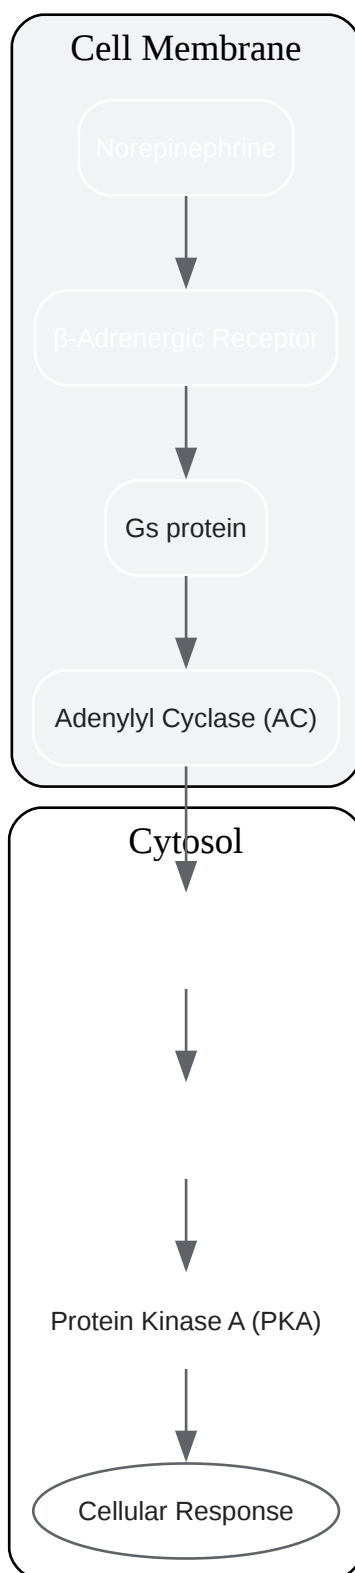 Cell Membrane
Norepinephrine
β-Adrenergic Receptor
Gs protein
Adenylyl Cyclase (AC)
Cytosol
Protein Kinase A (PKA)
Cellular Response